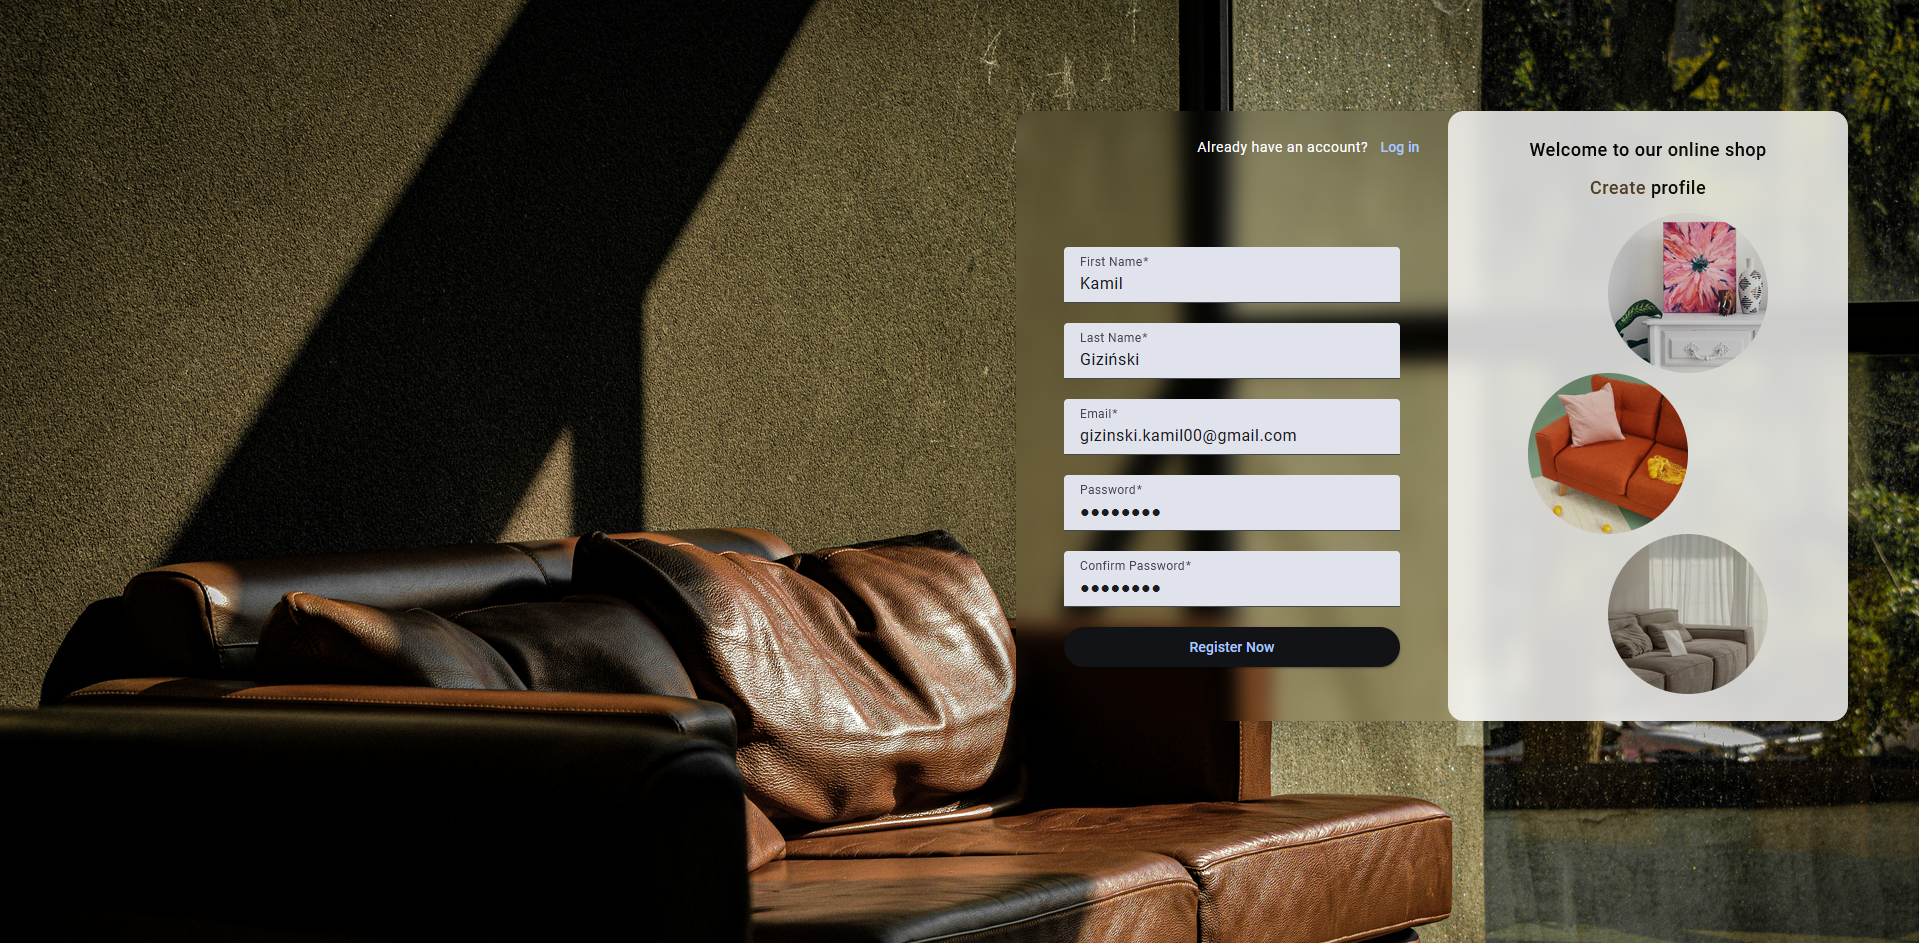 Already have an account? Log in
First Name*
Kamil
Last Name*
Giziński
Email*
gizinski.kamil00@gmail.com
Password*
●●●●●●●●
Confirm Password*
●●●●●●●●
Register Now
Welcome to our online shop
Create profile